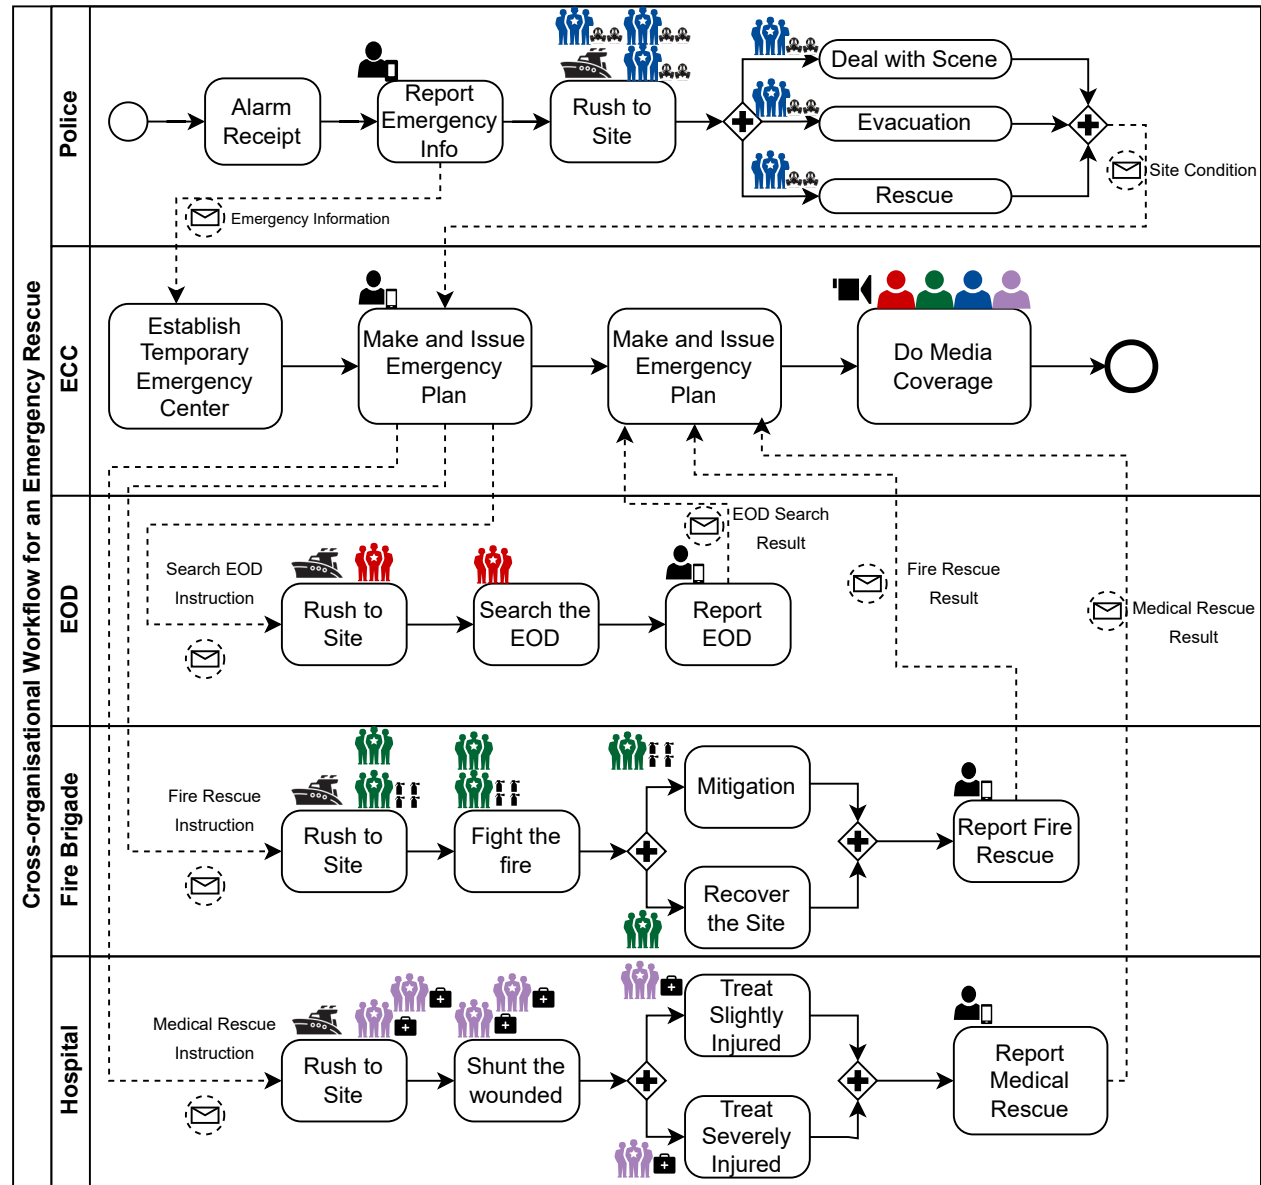 Cross-organisational Workflow for an Emergency Rescue
Police
Alarm
Receipt
Report
Emergency
Info
Rush to
Site
Deal with Scene
Evacuation
Rescue
Site Condition
Emergency Information
ECC
Establish
Temporary
Emergency
Center
Make and Issue
Emergency
Plan
Make and Issue
Emergency
Plan
Do Media
Coverage
EOD
Search EOD
Instruction
Rush to
Site
Search the
EOD
Report
EOD
EOD Search
Result
Fire Rescue
Result
Medical Rescue
Result
Fire Brigade
Fire Rescue
Instruction
Rush to
Site
Fight the
fire
Mitigation
Recover
the Site
Report Fire
Rescue
Hospital
Medical Rescue
Instruction
Rush to
Site
Shunt the
wounded
Treat
Slightly
Injured
Treat
Severely
Injured
Report
Medical
Rescue